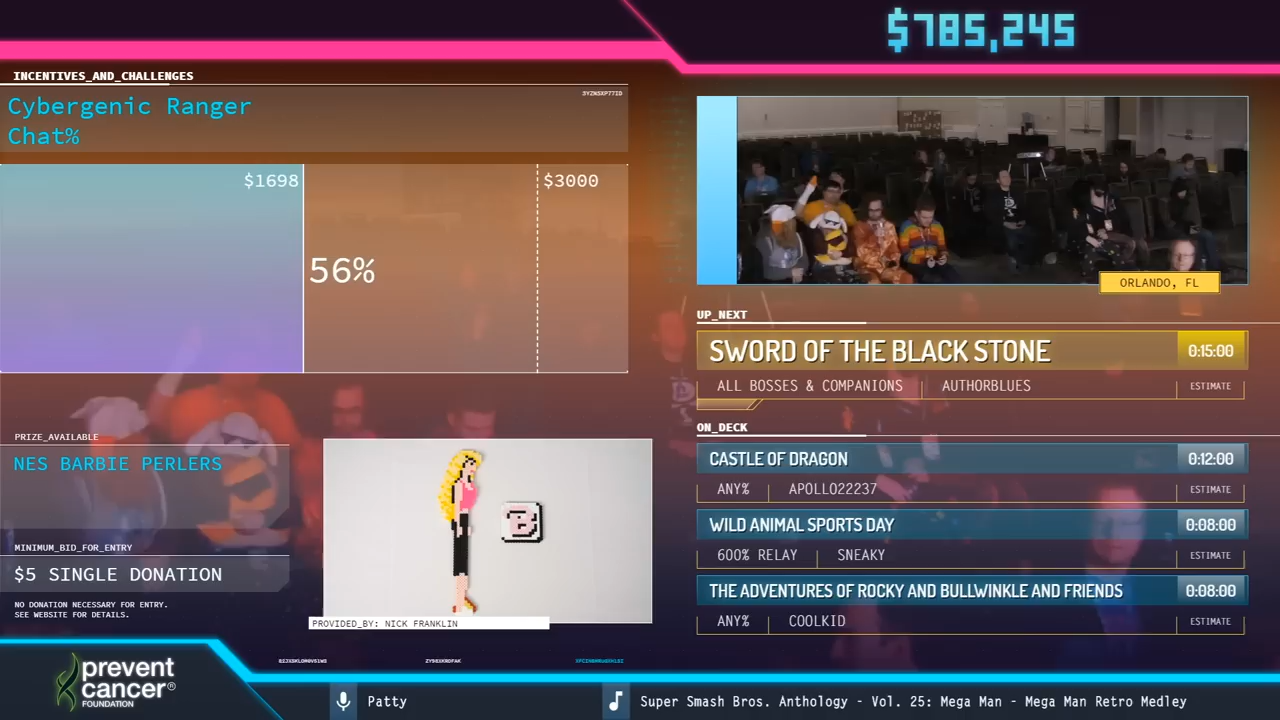 $785,245
INCENTIVES_AND_CHALLENGES
Cybergenic Ranger
Chat%
$1698
$3000
56%
ORLANDO, FL
UP_NEXT
SWORD OF THE BLACK STONE
0:15:00
ALL BOSSES & COMPANIONS
AUTHORBLUES
ESTIMATE
ON_DECK
CASTLE OF DRAGON
0:12:00
ANY%
APOLLO22237
ESTIMATE
WILD ANIMAL SPORTS DAY
0:08:00
600% RELAY
SNEAKY
ESTIMATE
THE ADVENTURES OF ROCKY AND BULLWINKLE AND FRIENDS
0:08:00
ANY%
COOLKID
ESTIMATE
PRIZE_AVAILABLE
NES BARBIE PERLERS
B
MINIMUM_BID_FOR_ENTRY
$5 SINGLE DONATION
NO DONATION NECESSARY FOR ENTRY.
SEE WEBSITE FOR DETAILS.
PROVIDED_BY: NICK FRANKLIN
prevent
cancer®
FOUNDATION
Patty
Super Smash Bros. Anthology - Vol. 25: Mega Man - Mega Man Retro Medley